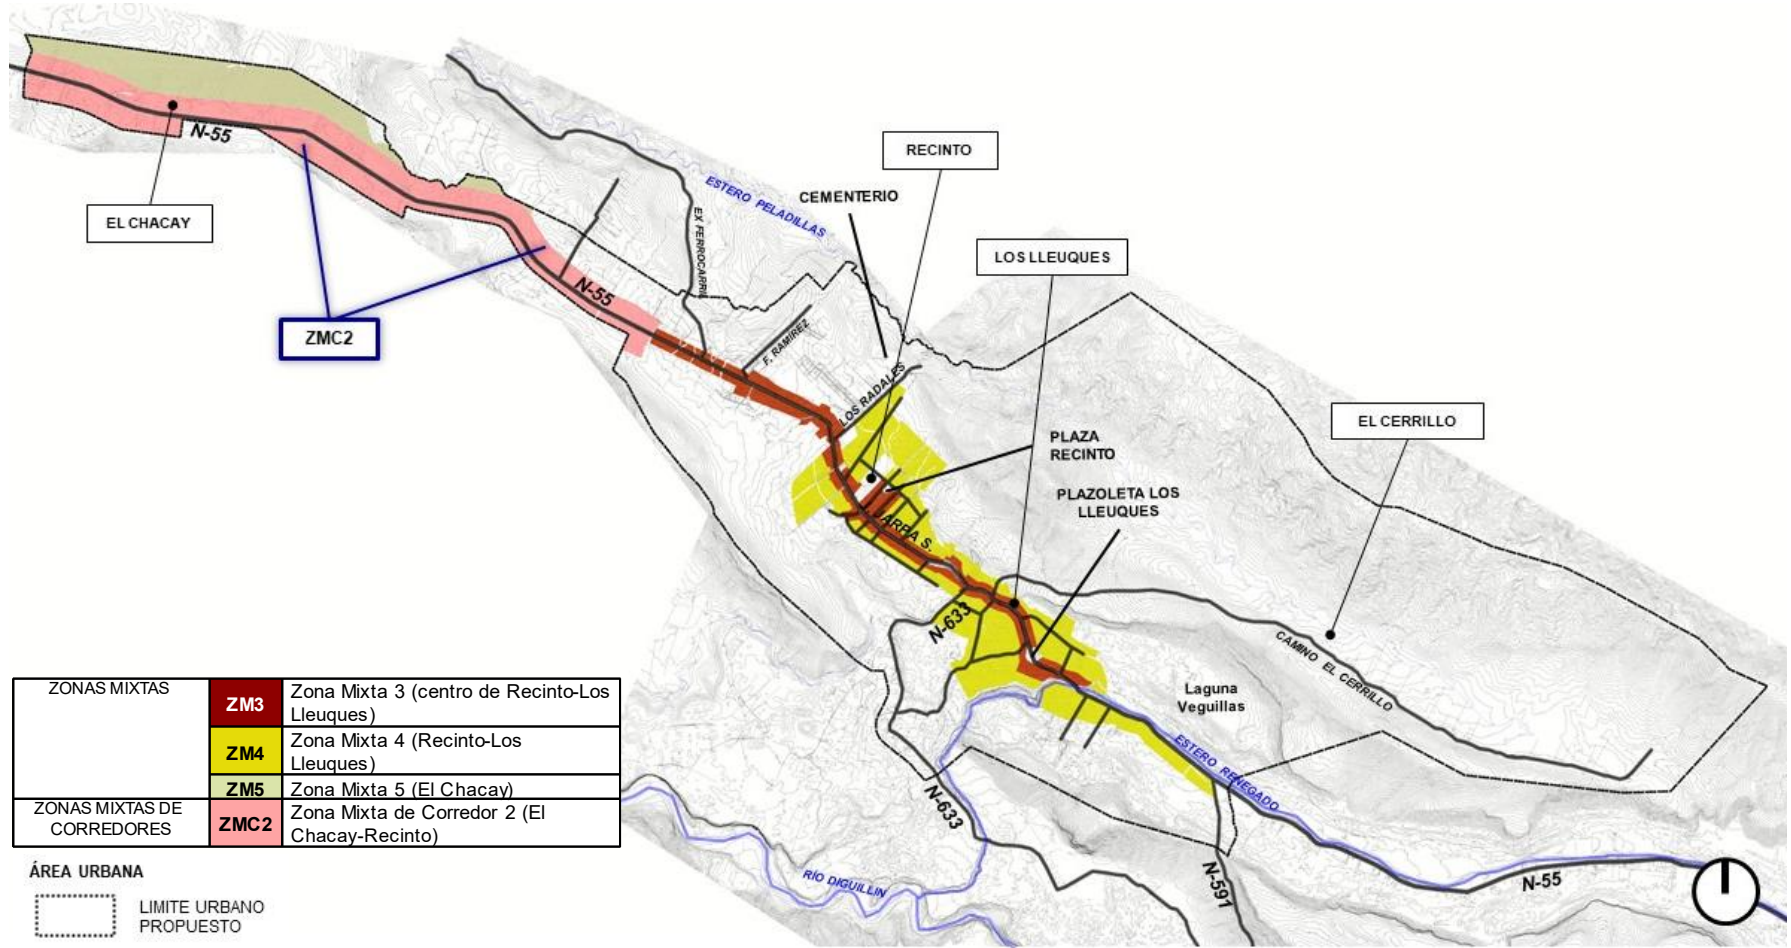 N-55
EL CHACAY
ZMC2
N-55
EX FERROCARRIL
ESTERO PELADILLAS
CEMENTERIO
RECINTO
LOS LLEUQUES
F. RAMÍREZ
LOS RADALES
PLAZA
RECINTO
PLAZOLETA LOS
LLEUQUES
EL CERRILLO
ARPA S.
N-633
CAMINO EL CERRILLO
Laguna
Veguillas
ESTERO RENEGADO
N-633
N-591
N-55
RÍO DIGUILLIN
ZONAS MIXTAS
ZM3
Zona Mixta 3 (centro de Recinto-Los
Lleuques)
ZM4
Zona Mixta 4 (Recinto-Los
Lleuques)
ZM5
Zona Mixta 5 (El Chacay)
ZONAS MIXTAS DE
CORREDORES
ZMC2
Zona Mixta de Corredor 2 (El
Chacay-Recinto)
ÁREA URBANA
LIMITE URBANO
PROPUESTO